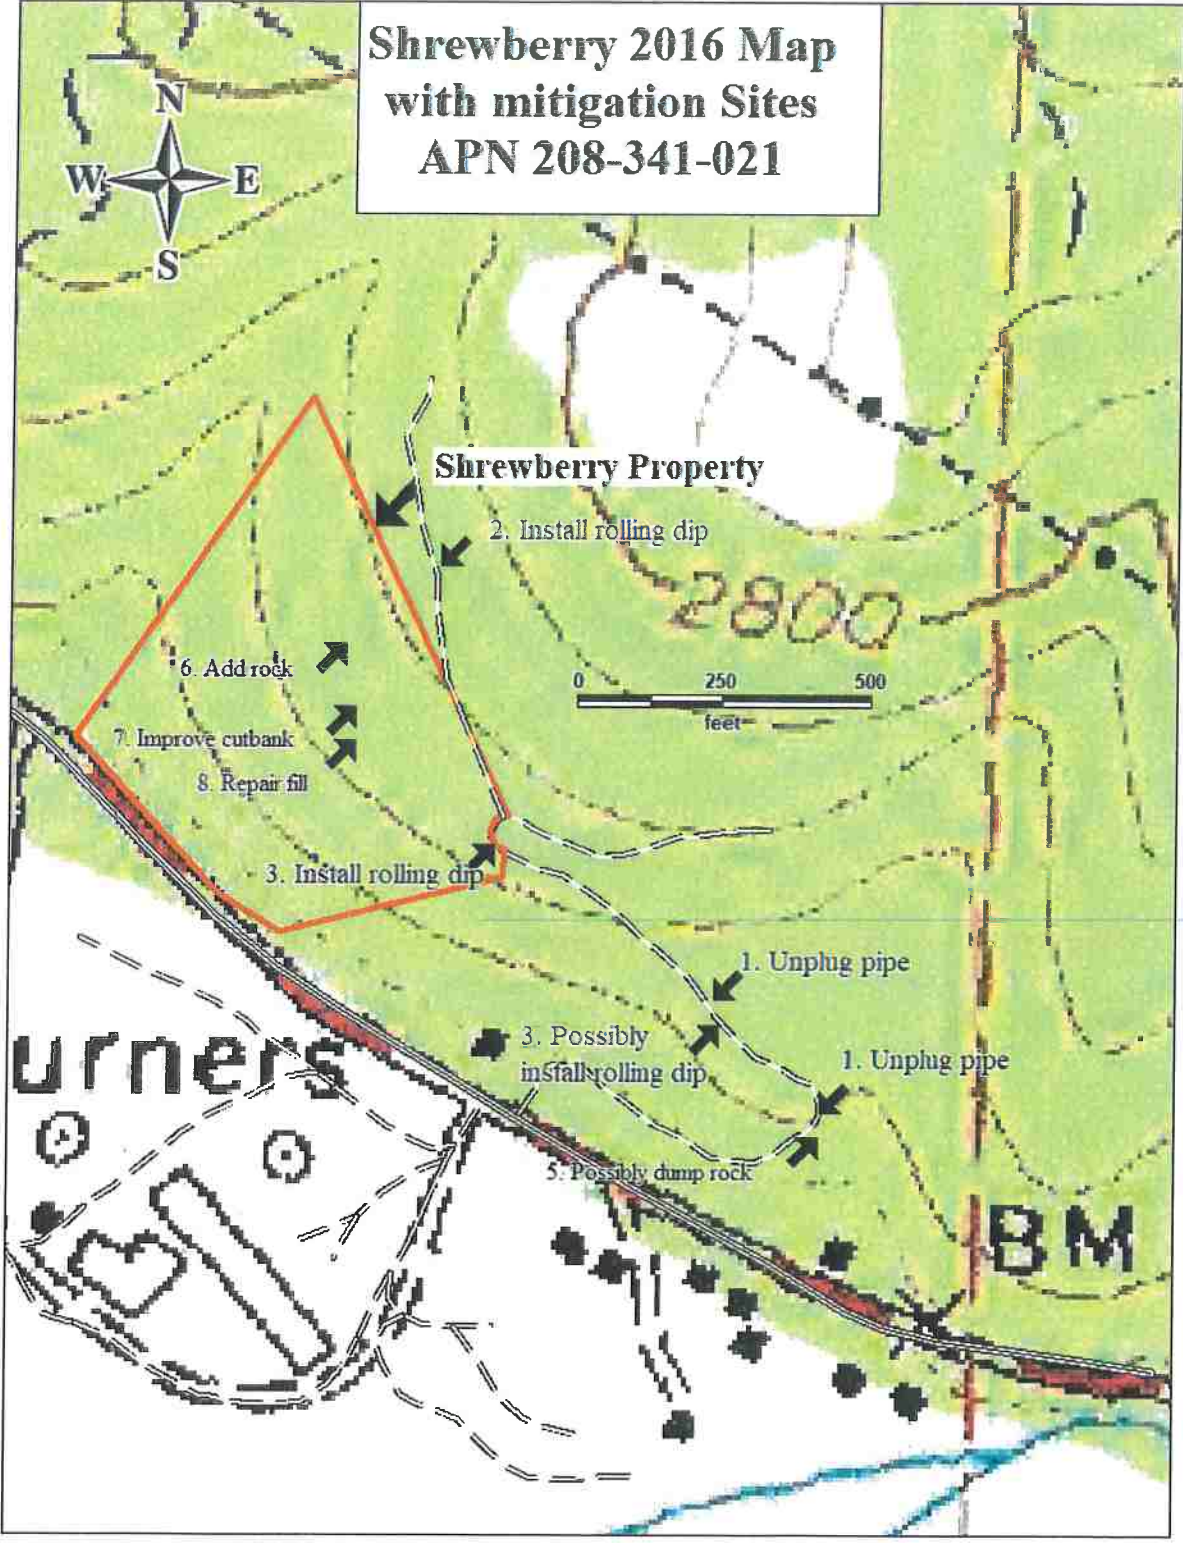 Shrewberry 2016 Map
with mitigation Sites
APN 208-341-021
N
W E
S
Shrewberry Property
2. Install rolling dip
2800
6. Add rock
0 250 500
feet
7. Improve cutbank
8. Repair fill
3. Install rolling dip
1. Unplug pipe
urners
3. Possibly
install rolling dip
1. Unplug pipe
5. Possibly dump rock
BM